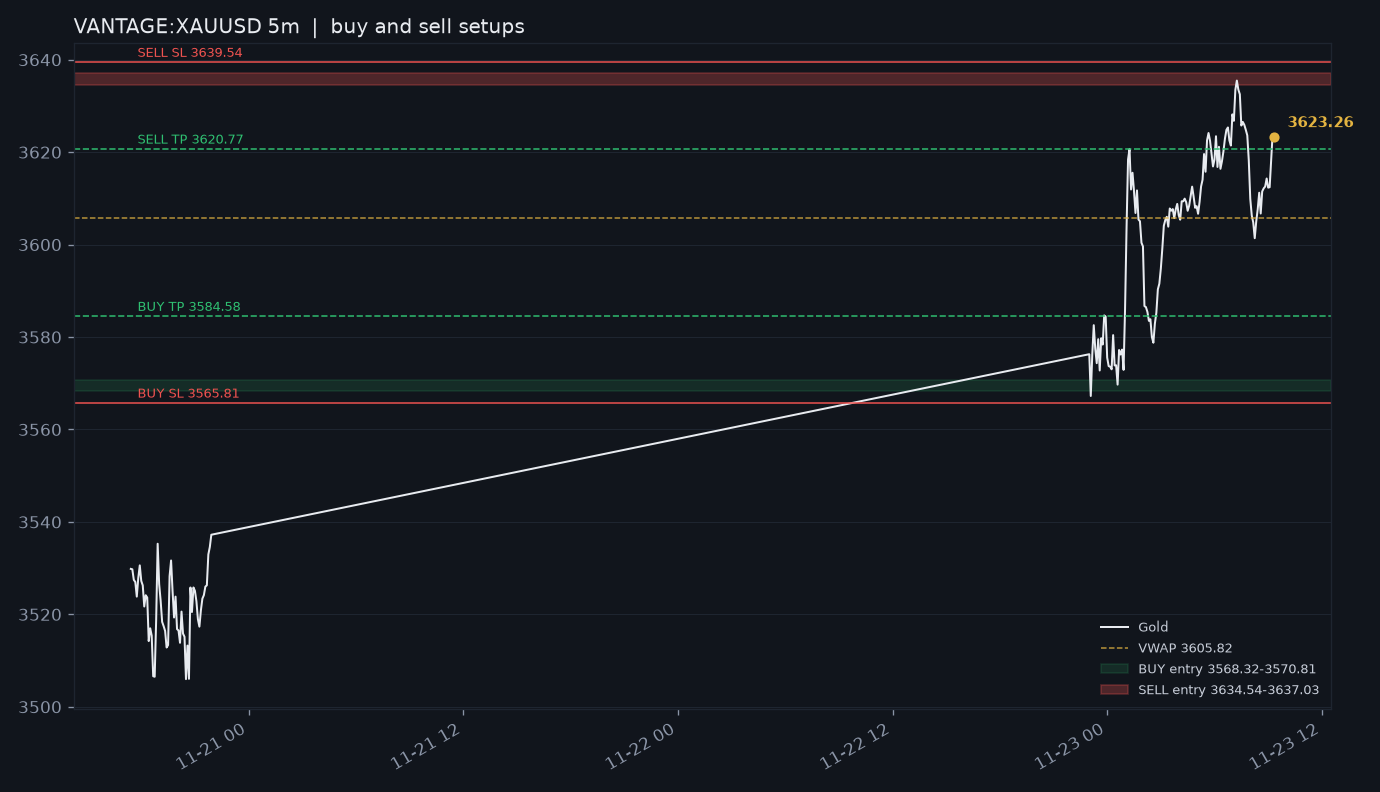 VANTAGE:XAUUSD 5m | buy and sell setups
3640
SELL SL 3639.54
3623.26
SELL TP 3620.77
3620
3600
BUY TP 3584.58
3580
BUY SL 3565.81
3560
3540
3520
3500
Gold
VWAP 3605.82
BUY entry 3568.32-3570.81
SELL entry 3634.54-3637.03
11-21 00
11-21 12
11-22 00
11-22 12
11-23 00
11-23 12